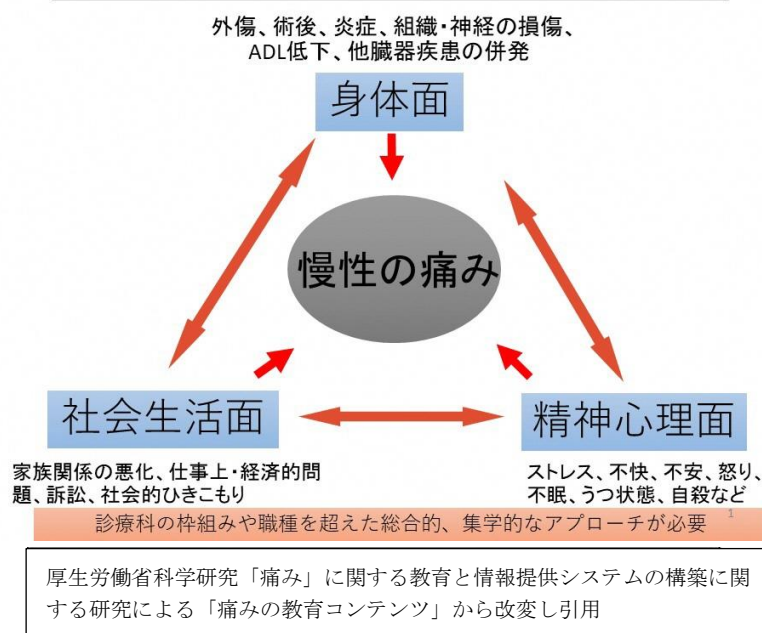 外傷、術後、炎症、組織・神経の損傷、
ADL低下、他臓器疾患の併発
身体面
慢性の痛み
社会生活面
家族関係の悪化、仕事上・経済的問
題、訴訟、社会的ひきこもり
精神心理面
ストレス、不快、不安、怒り、
不眠、うつ状態、自殺など
診療科の枠組みや職種を超えた総合的、集学的なアプローチが必要
1
厚生労働省科学研究「痛み」に関する教育と情報提供システムの構築に関
する研究による「痛みの教育コンテンツ」から改変し引用